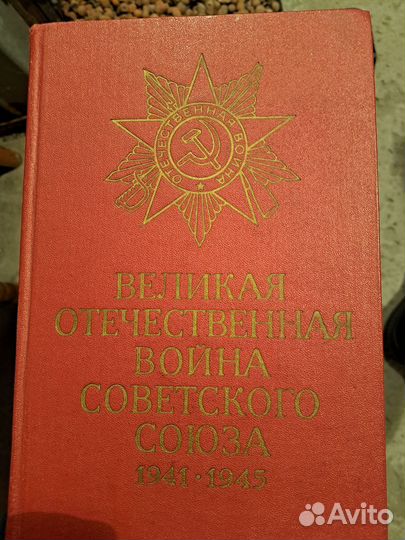 ОТЕЧЕСТВЕННАЯ ВОЙНА
ВЕЛИКАЯ
ОТЕЧЕСТВЕННАЯ
ВОЙНА
СОВЕТСКОГО
СОЮЗА
1941 · 1945
Avito